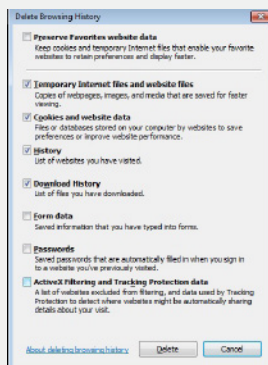 Delete Browsing History
Preserve Favorites website data
Keep cookies and temporary Internet files that enable your favorite
websites to retain preferences and display faster.
Temporary Internet files and website files
Copies of webpages, images, and media that are saved for faster
viewing.
Cookies and website data
Files or databases stored on your computer by websites to save
preferences or improve website performance.
History
List of websites you have visited.
Download History
List of files you have downloaded.
Form data
Saved information that you have typed into forms.
Passwords
Saved passwords that are automatically filled in when you sign in
to a website you've previously visited.
ActiveX Filtering and Tracking Protection data
A list of websites excluded from filtering, and data used by Tracking
Protection to detect where websites might be automatically sharing
details about your visit.
About deleting browsing history
Delete
Cancel